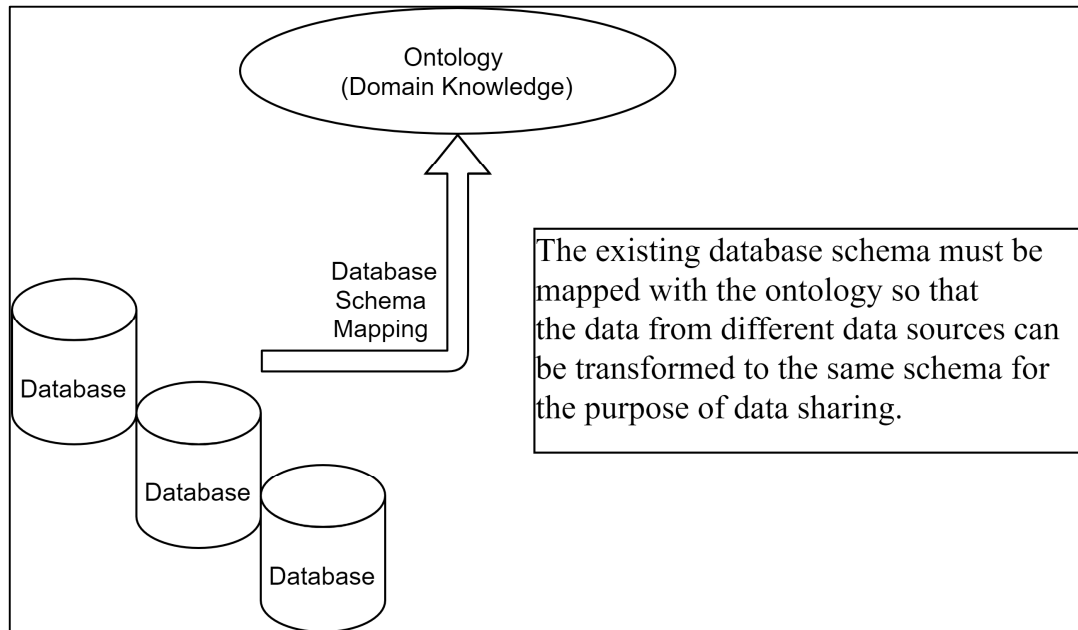 Ontology
(Domain Knowledge)
Database
Schema
Mapping
The existing database schema must be
mapped with the ontology so that
the data from different data sources can
be transformed to the same schema for
the purpose of data sharing.
Database
Database
Database